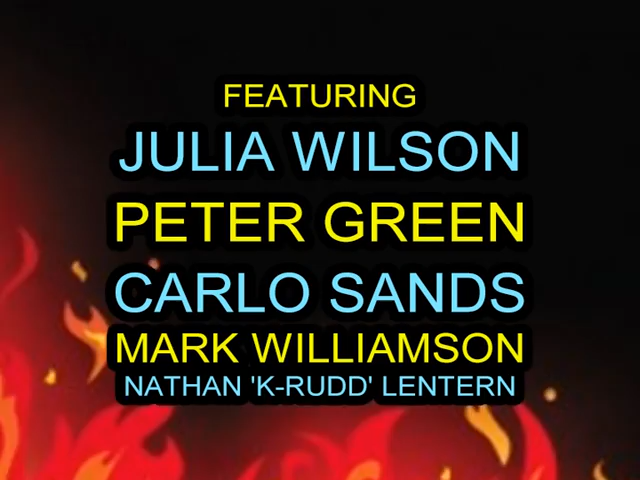 FEATURING
JULIA WILSON
PETER GREEN
CARLO SANDS
MARK WILLIAMSON
NATHAN 'K-RUDD' LENTERN